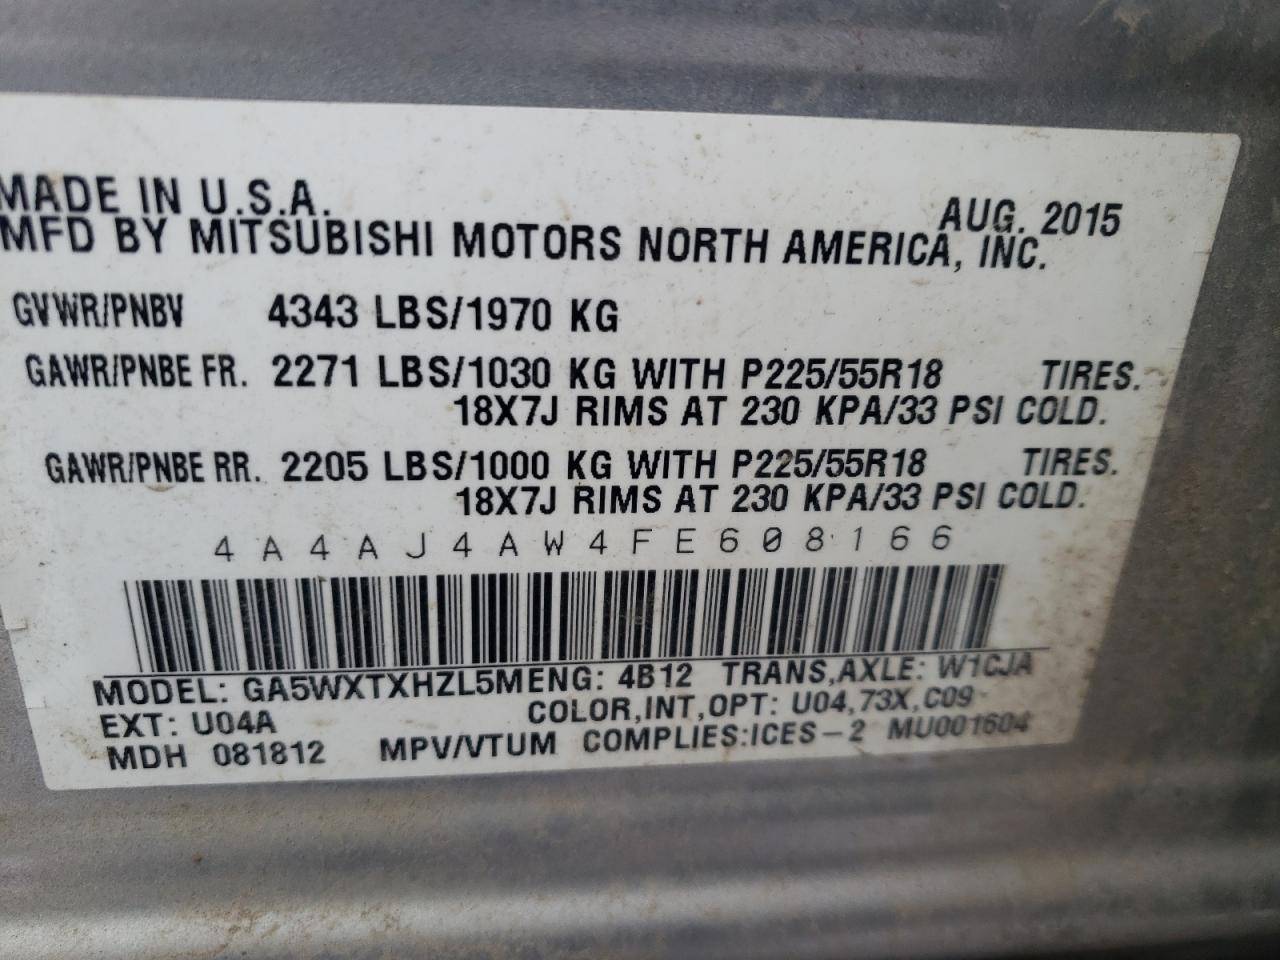 MADE IN U.S.A. AUG. 2015
MFD BY MITSUBISHI MOTORS NORTH AMERICA, INC.
GVWR/PNBV 4343 LBS/1970 KG
GAWR/PNBE FR. 2271 LBS/1030 KG WITH P225/55R18 TIRES.
18X7J RIMS AT 230 KPA/33 PSI COLD.
GAWR/PNBE RR. 2205 LBS/1000 KG WITH P225/55R18 TIRES.
18X7J RIMS AT 230 KPA/33 PSI COLD.
4A4AJ4AW4FE608166
MODEL: GA5WXTXHZL5M ENG: 4B12 TRANS,AXLE: W1CJA
EXT: U04A COLOR,INT,OPT: U04,73X,C09
MDH 081812 MPV/VTUM COMPLIES:ICES-2 MU001604